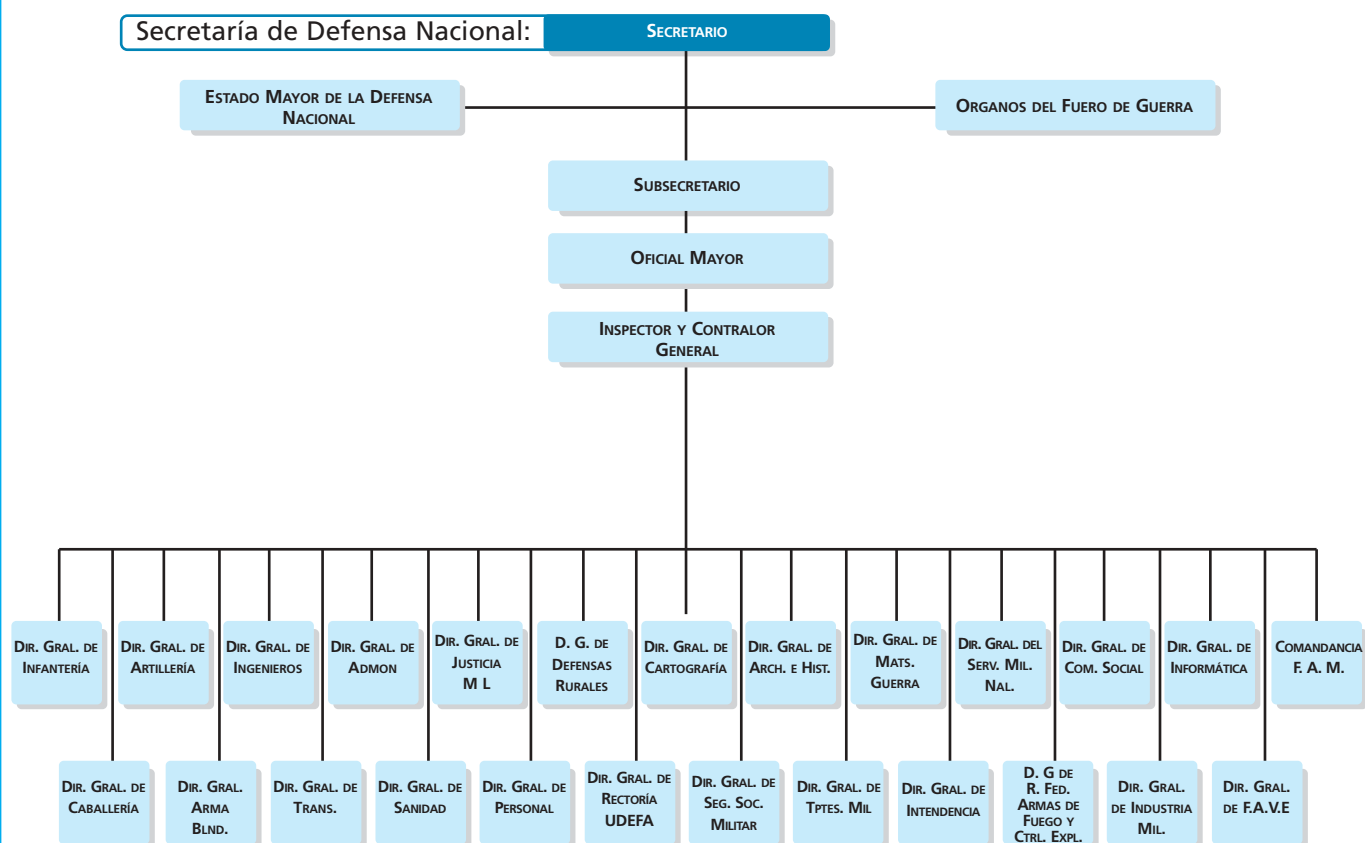 Secretaría de Defensa Nacional:
SECRETARIO
ESTADO MAYOR DE LA DEFENSA
NACIONAL
ORGANOS DEL FUERO DE GUERRA
SUBSECRETARIO
OFICIAL MAYOR
INSPECTOR Y CONTRALOR
GENERAL
DIR. GRAL. DE
INFANTERÍA
DIR. GRAL. DE
ARTILLERÍA
DIR. GRAL. DE
INGENIEROS
DIR. GRAL. DE
ADMON
DIR. GRAL. DE
JUSTICIA
M L
D. G. DE
DEFENSAS
RURALES
DIR. GRAL. DE
CARTOGRAFÍA
DIR. GRAL. DE
ARCH. E HIST.
DIR. GRAL. DE
MATS.
GUERRA
DIR. GRAL. DEL
SERV. MIL.
NAL.
DIR. GRAL. DE
COM. SOCIAL
DIR. GRAL. DE
INFORMÁTICA
COMANDANCIA
F. A. M.
DIR. GRAL. DE
CABALLERÍA
DIR. GRAL.
ARMA
BLND.
DIR. GRAL. DE
TRANS.
DIR. GRAL. DE
SANIDAD
DIR. GRAL. DE
PERSONAL
DIR. GRAL. DE
RECTORÍA
UDEFA
DIR. GRAL. DE
SEG. SOC.
MILITAR
DIR. GRAL. DE
TPTES. MIL
DIR. GRAL. DE
INTENDENCIA
D. G DE
R. FED.
ARMAS DE
FUEGO Y
CTRL. EXPL.
DIR. GRAL.
DE INDUSTRIA
MIL.
DIR. GRAL.
DE F.A.V.E